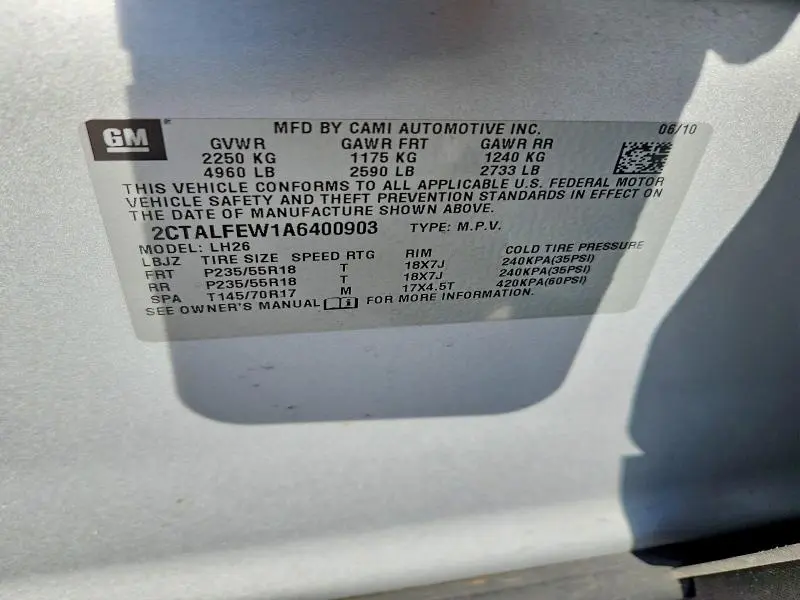 GM MFD BY CAMI AUTOMOTIVE INC. 06/10
GVWR GAWR FRT GAWR RR
2250 KG 1175 KG 1240 KG
4960 LB 2590 LB 2733 LB
THIS VEHICLE CONFORMS TO ALL APPLICABLE U.S. FEDERAL MOTOR
VEHICLE SAFETY AND THEFT PREVENTION STANDARDS IN EFFECT ON
THE DATE OF MANUFACTURE SHOWN ABOVE.
2CTALFEW1A6400903 TYPE: M.P.V.
MODEL: LH26
LBJZ TIRE SIZE SPEED RTG RIM COLD TIRE PRESSURE
FRT P235/55R18 T 18X7J 240KPA(35PSI)
RR P235/55R18 T 18X7J 240KPA(35PSI)
SPA T145/70R17 M 17X4.5T 420KPA(60PSI)
SEE OWNER'S MANUAL FOR MORE INFORMATION.